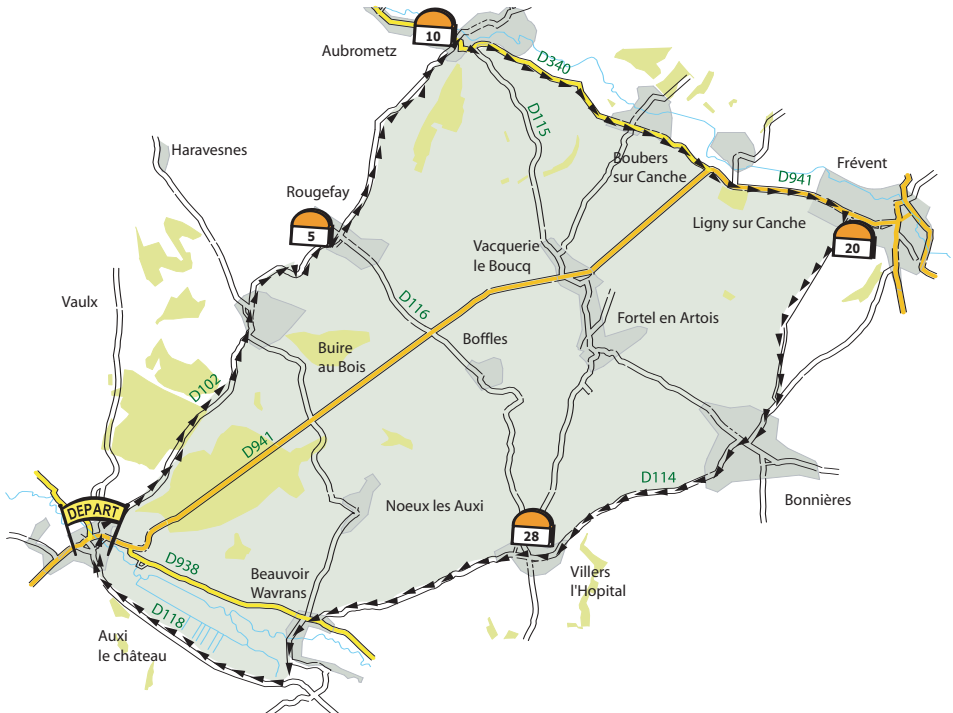 10
Aubrometz
D340
D115
Haravesnes
Boubers
sur Canche
D941
Frévent
Rougefay
5
Ligny sur Canche
20
Vacquerie
le Boucq
Vaulx
D116
Fortel en Artois
Boffles
Buire
au Bois
D102
D941
D114
Bonnières
Noeux les Auxi
DEPART
28
D938
Beauvoir
Wavrans
Villers
l'Hopital
D118
Auxi
le château